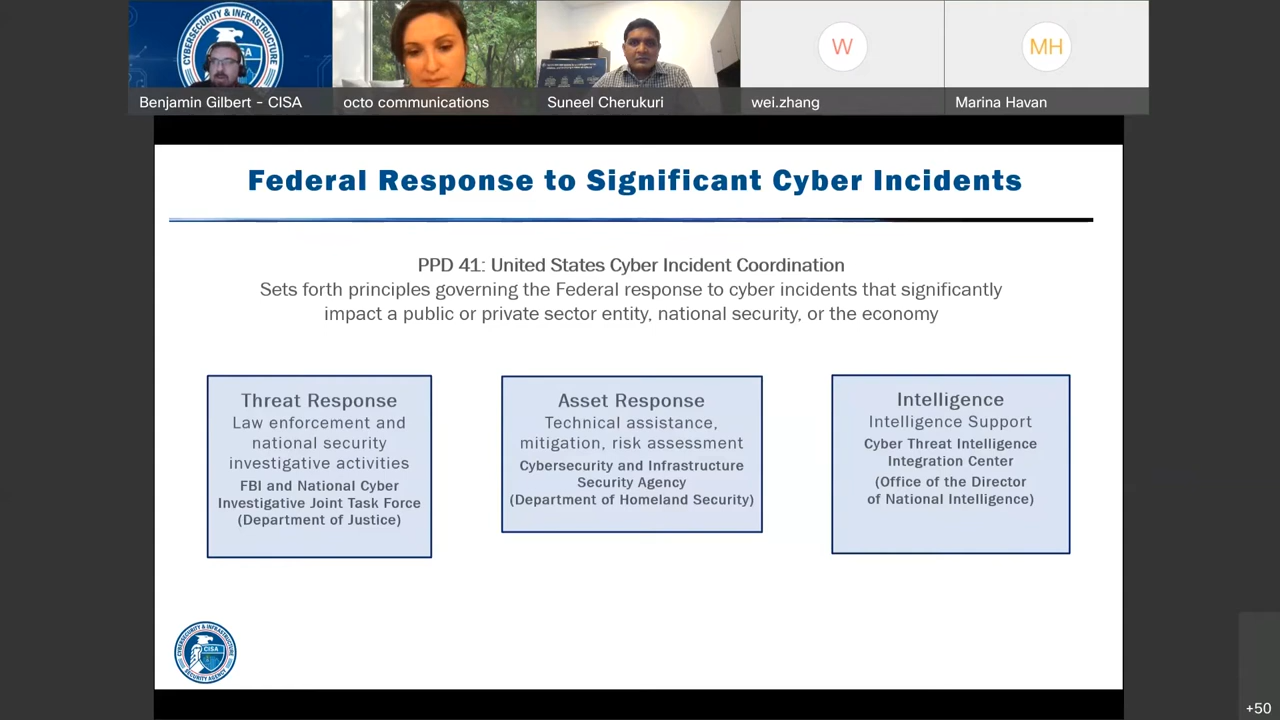 Benjamin Gilbert - CISA
octo communications
Suneel Cherukuri
W
wei.zhang
MH
Marina Havan
Federal Response to Significant Cyber Incidents
PPD 41: United States Cyber Incident Coordination
Sets forth principles governing the Federal response to cyber incidents that significantly
impact a public or private sector entity, national security, or the economy
Threat Response
Law enforcement and
national security
investigative activities
FBI and National Cyber
Investigative Joint Task Force
(Department of Justice)
Asset Response
Technical assistance,
mitigation, risk assessment
Cybersecurity and Infrastructure
Security Agency
(Department of Homeland Security)
Intelligence
Intelligence Support
Cyber Threat Intelligence
Integration Center
(Office of the Director
of National Intelligence)
CYBERSECURITY & INFRASTRUCTURE
CISA
SECURITY AGENCY
+50